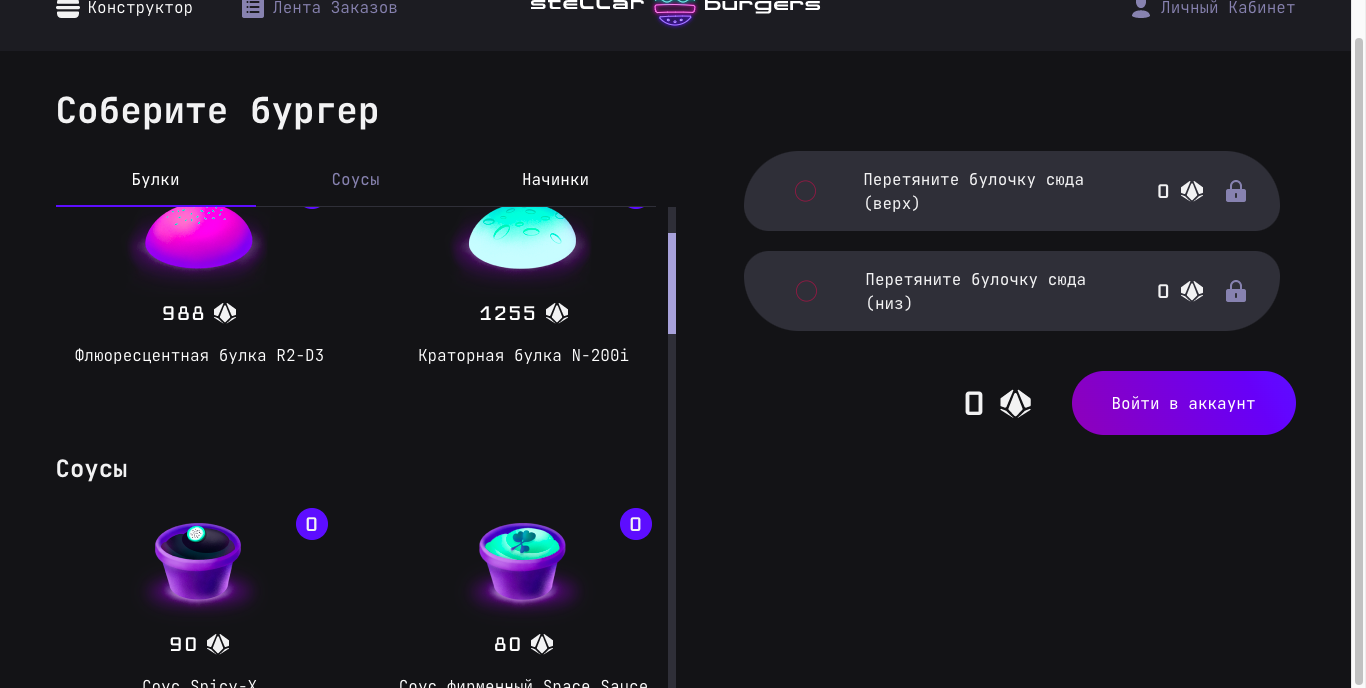 Конструктор
Лента Заказов
stellar burgers
Личный Кабинет
Соберите бургер
Булки
Соусы
Начинки
988
1255
Флюоресцентная булка R2-D3
Краторная булка N-200i
Соусы
0
0
90
80
Соус Spicy-X
Соус фирменный Space Sauce
Перетяните булочку сюда
(верх)
0
Перетяните булочку сюда
(низ)
0
0
Войти в аккаунт